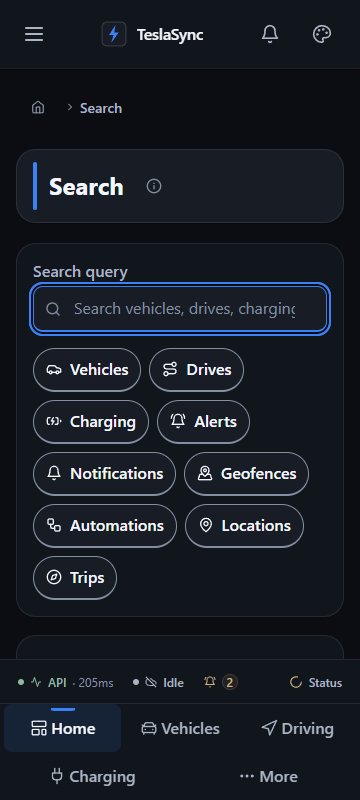 TeslaSync
Search
Search
Search query
Search vehicles, drives, charging
Vehicles
Drives
Charging
Alerts
Notifications
Geofences
Automations
Locations
Trips
API · 205ms
Idle
2
Status
Home
Vehicles
Driving
Charging
More